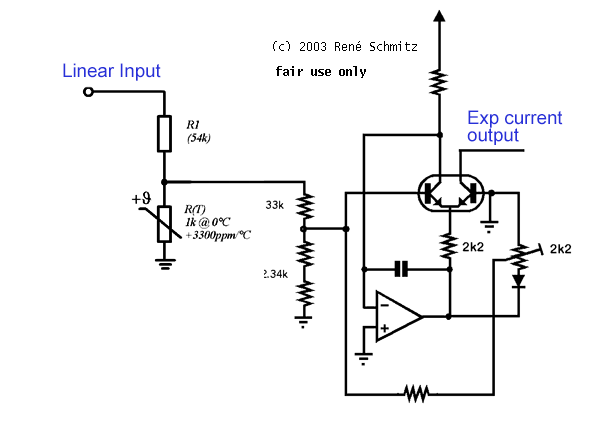 (c) 2003 René Schmitz
fair use only
Linear Input
Exp current
output
R1
(54k)
+ϑ
R(T)
1k @ 0°C
+3300ppm/°C
33k
2.34k
2k2
2k2
−
+